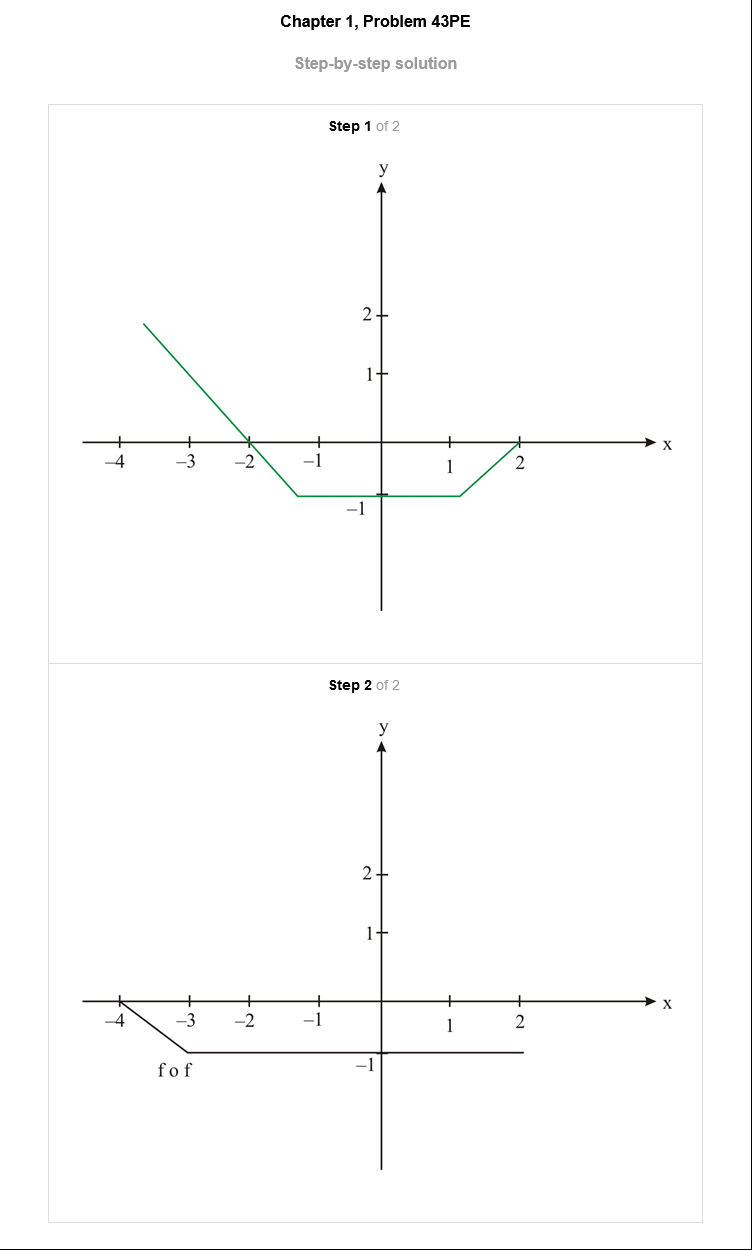 Chapter 1, Problem 43PE
Step-by-step solution
Step 1 of 2
y
2
1
x
–4 –3 –2 –1 1 2
–1
Step 2 of 2
y
2
1
x
–4 –3 –2 –1 1 2
–1
f o f